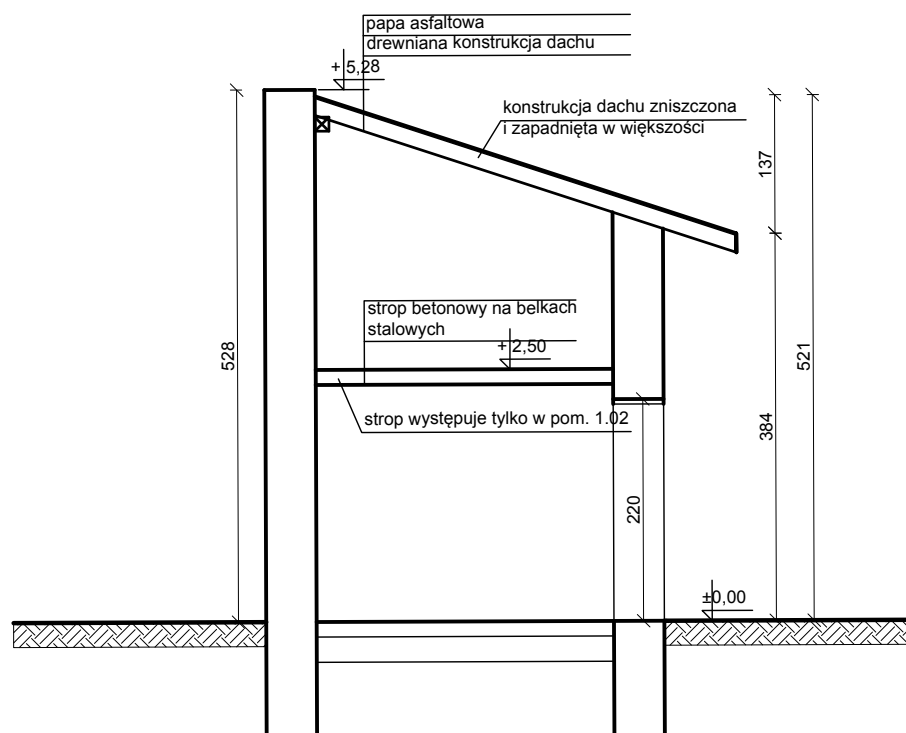 papa asfaltowa
drewniana konstrukcja dachu
+ 5,28
konstrukcja dachu zniszczona
i zapadnięta w większości
137
strop betonowy na belkach
stalowych
+ 2,50
528
521
384
strop występuje tylko w pom. 1.02
220
±0,00